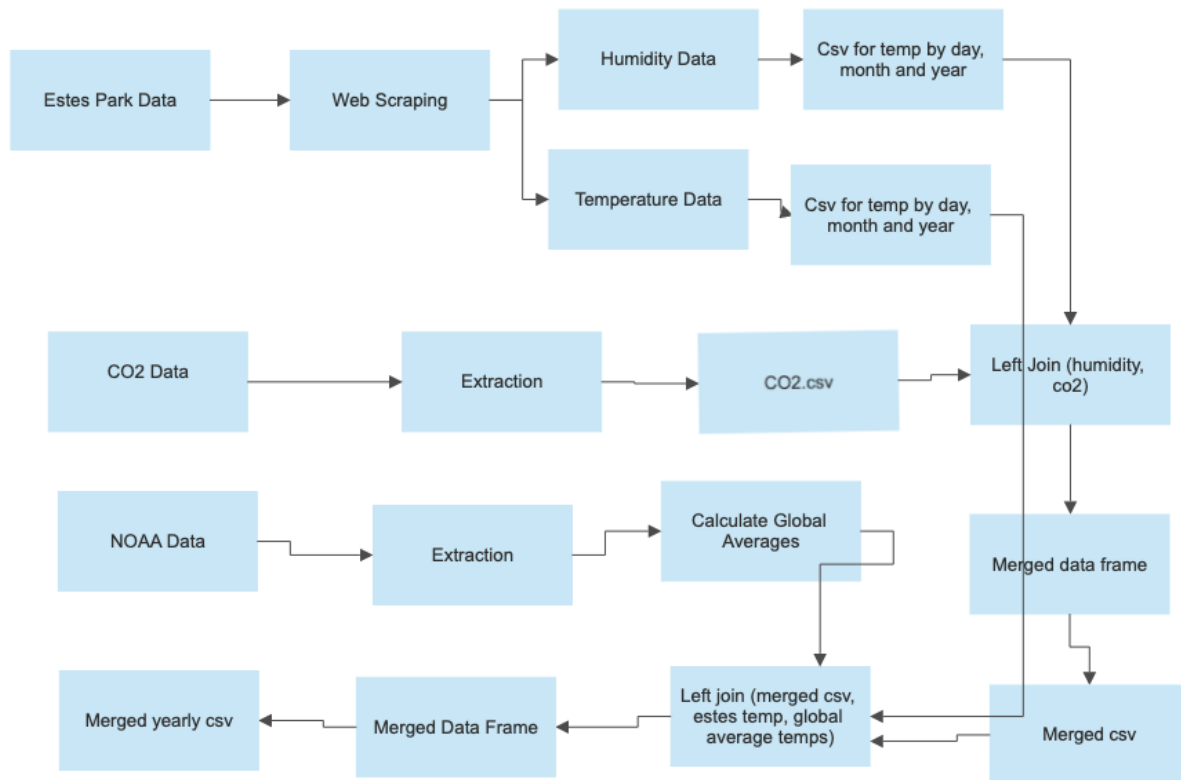 Humidity Data
Csv for temp by day,
month and year
Estes Park Data
Web Scraping
Temperature Data
Csv for temp by day,
month and year
CO2 Data
Extraction
CO2.csv
Left Join (humidity,
co2)
NOAA Data
Extraction
Calculate Global
Averages
Merged data frame
Merged yearly csv
Merged Data Frame
Left join (merged csv,
estes temp, global
average temps)
Merged csv